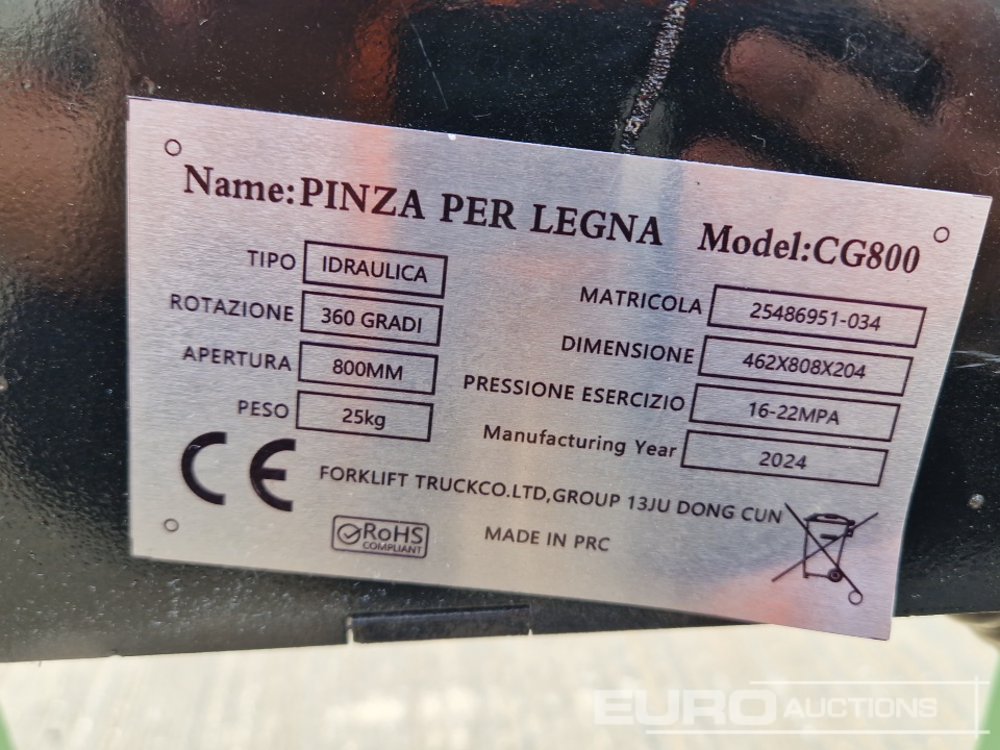 Name:PINZA PER LEGNA Model:CG800
TIPO IDRAULICA
ROTAZIONE 360 GRADI
APERTURA 800MM
PESO 25kg
MATRICOLA 25486951-034
DIMENSIONE 462X808X204
PRESSIONE ESERCIZIO 16-22MPA
Manufacturing Year 2024
CE
FORKLIFT TRUCKCO.LTD,GROUP 13JU DONG CUN
RoHS
COMPLIANT
MADE IN PRC
EURO AUCTIONS